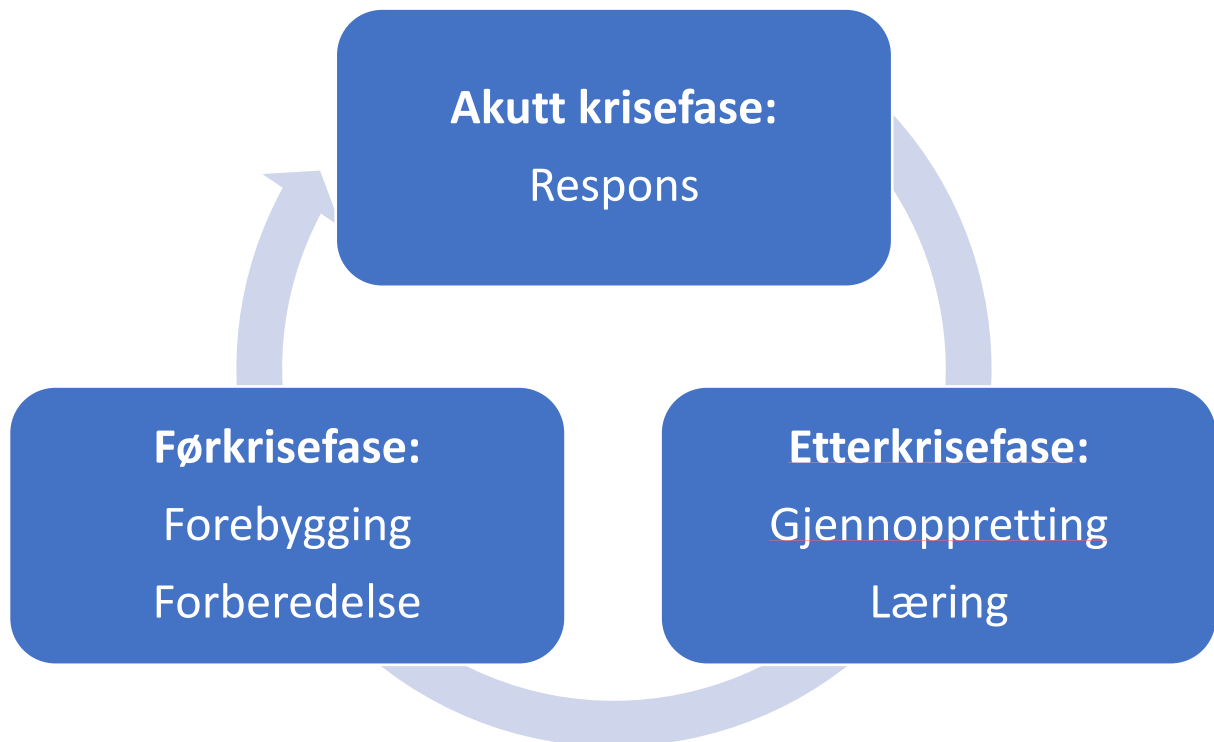 Akutt krisefase:
Respons
Førkrisefase:
Forebygging
Forberedelse
Etterkrisefase:
Gjennoppretting
Læring